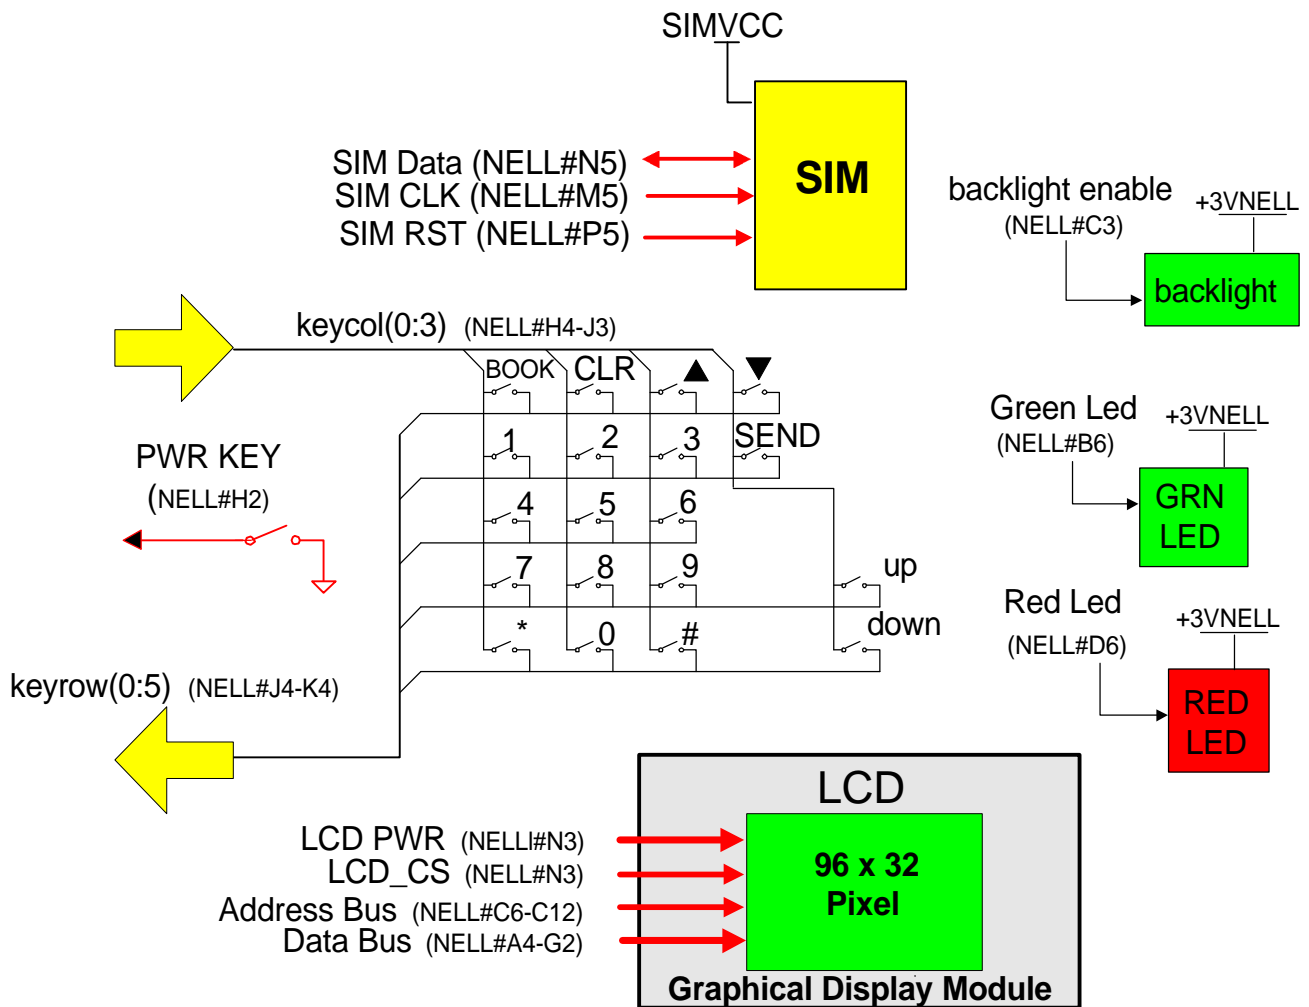 SIMVCC
SIM Data (NELL#N5)
SIM CLK (NELL#M5)
SIM RST (NELL#P5)
SIM
backlight enable
(NELL#C3)
+3VNELL
backlight
keycol(0:3) (NELL#H4-J3)
BOOK CLR ▲ ▼
1 2 3 SEND
4 5 6
7 8 9 up
* 0 # down
PWR KEY
(NELL#H2)
keyrow(0:5) (NELL#J4-K4)
Green Led
(NELL#B6)
+3VNELL
GRN
LED
Red Led
(NELL#D6)
+3VNELL
RED
LED
LCD
LCD PWR (NELLl#N3)
LCD_CS (NELL#N3)
Address Bus (NELL#C6-C12)
Data Bus (NELL#A4-G2)
96 x 32
Pixel
Graphical Display Module